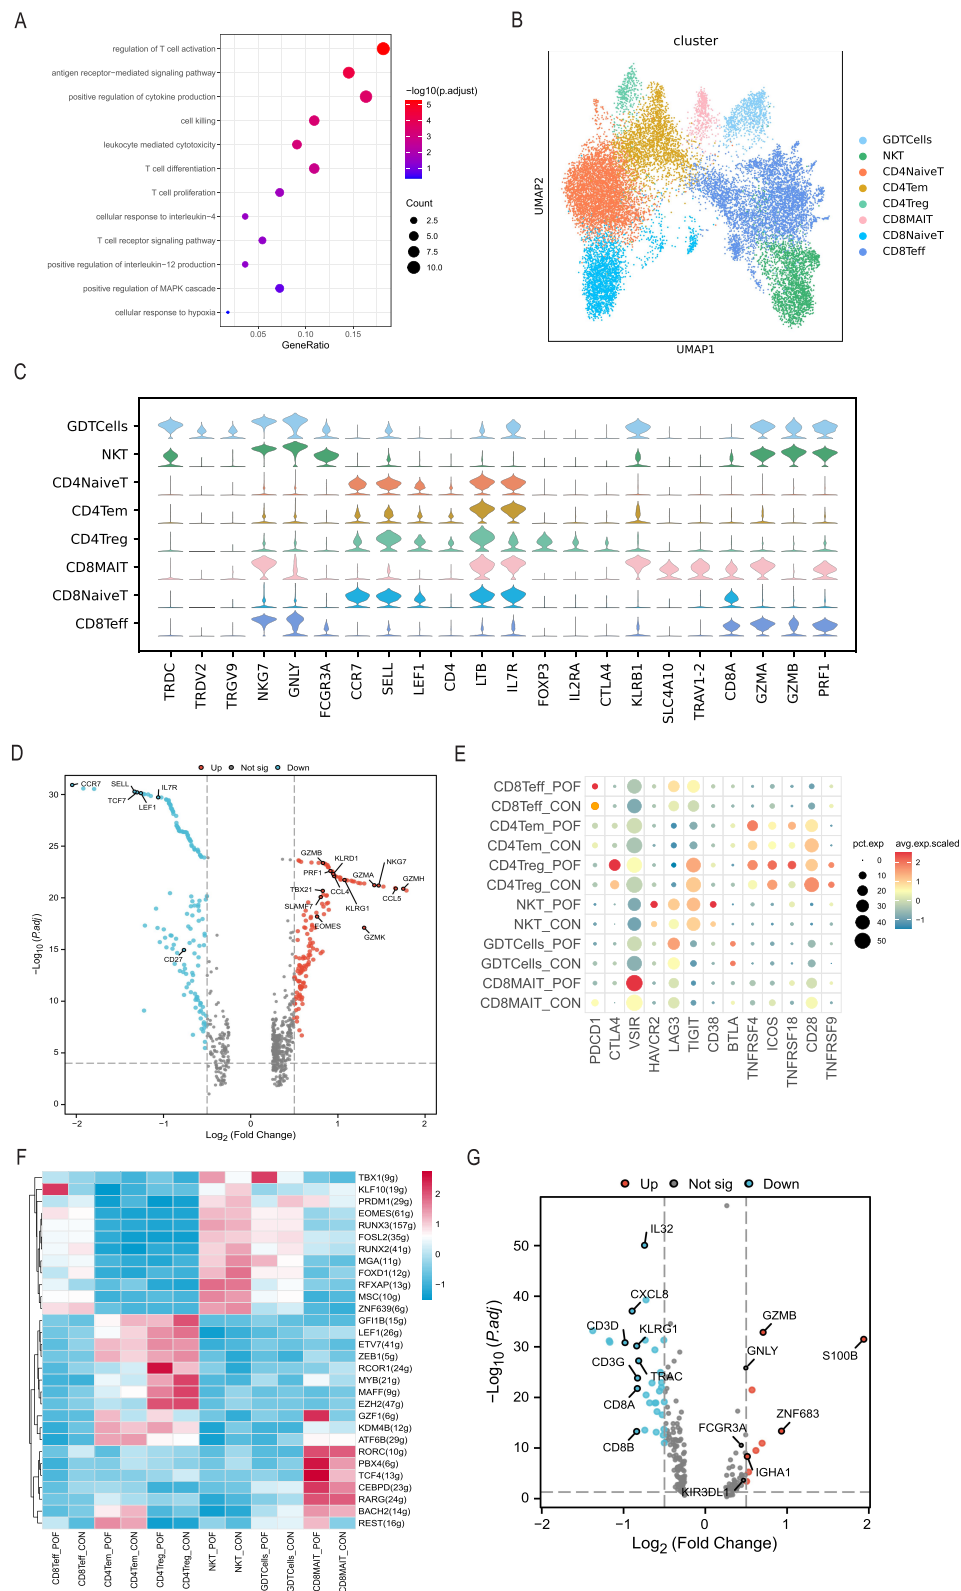 A
regulation of T cell activation
antigen receptor−mediated signaling pathway
positive regulation of cytokine production
cell killing
leukocyte mediated cytotoxicity
T cell differentiation
T cell proliferation
cellular response to interleukin−4
T cell receptor signaling pathway
positive regulation of interleukin−12 production
positive regulation of MAPK cascade
cellular response to hypoxia
0.05 0.10 0.15
GeneRatio
−log10(p.adjust)
5
4
3
2
1
Count
2.5
5.0
7.5
10.0
B
cluster
UMAP2
UMAP1
GDTCells
NKT
CD4NaiveT
CD4Tem
CD4Treg
CD8MAIT
CD8NaiveT
CD8Teff
C
GDTCells
NKT
CD4NaiveT
CD4Tem
CD4Treg
CD8MAIT
CD8NaiveT
CD8Teff
TRDC
TRDV2
TRGV9
NKG7
GNLY
FCGR3A
CCR7
SELL
LEF1
CD4
LTB
IL7R
FOXP3
IL2RA
CTLA4
KLRB1
SLC4A10
TRAV1-2
CD8A
GZMA
GZMB
PRF1
D
Up Not sig Down
CCR7
SELL
IL7R
TCF7
LEF1
CD27
GZMB
KLRD1
PRF1
GZMA
NKG7
GZMH
TBX21
CCL4
CCL5
SLAMF7
KLRG1
EOMES
GZMK
30
25
20
15
10
5
0
−Log10 (P.adj)
−2 −1 0 1 2
Log2 (Fold Change)
E
CD8Teff_POF
CD8Teff_CON
CD4Tem_POF
CD4Tem_CON
CD4Treg_POF
CD4Treg_CON
NKT_POF
NKT_CON
GDTCells_POF
GDTCells_CON
CD8MAIT_POF
CD8MAIT_CON
PDCD1
CTLA4
VSIR
HAVCR2
LAG3
TIGIT
CD38
BTLA
TNFRSF4
ICOS
TNFRSF18
CD28
TNFRSF9
pct.exp
0
10
20
30
40
50
avg.exp.scaled
2
1
0
−1
F
TBX1(9g)
KLF10(19g)
PRDM1(29g)
EOMES(61g)
RUNX3(157g)
FOSL2(35g)
RUNX2(41g)
MGA(11g)
FOXD1(12g)
RFXAP(13g)
MSC(10g)
ZNF639(6g)
GFI1B(15g)
LEF1(26g)
ETV7(41g)
ZEB1(5g)
RCOR1(24g)
MYB(21g)
MAFF(9g)
EZH2(47g)
GZF1(6g)
KDM4B(12g)
ATF6B(29g)
RORC(10g)
PBX4(6g)
TCF4(13g)
CEBPD(23g)
RARG(24g)
BACH2(14g)
REST(16g)
2
1
0
−1
CD8Teff_POF
CD8Teff_CON
CD4Tem_POF
CD4Tem_CON
CD4Treg_POF
CD4Treg_CON
NKT_POF
NKT_CON
GDTCells_POF
GDTCells_CON
CD8MAIT_POF
CD8MAIT_CON
G
Up Not sig Down
IL32
CXCL8
CD3D
KLRG1
CD3G
TRAC
CD8A
CD8B
GZMB
GNLY
S100B
FCGR3A
ZNF683
IGHA1
KIR3DL1
50
40
30
20
10
0
−Log10 (P.adj)
−2 −1 0 1 2
Log2 (Fold Change)